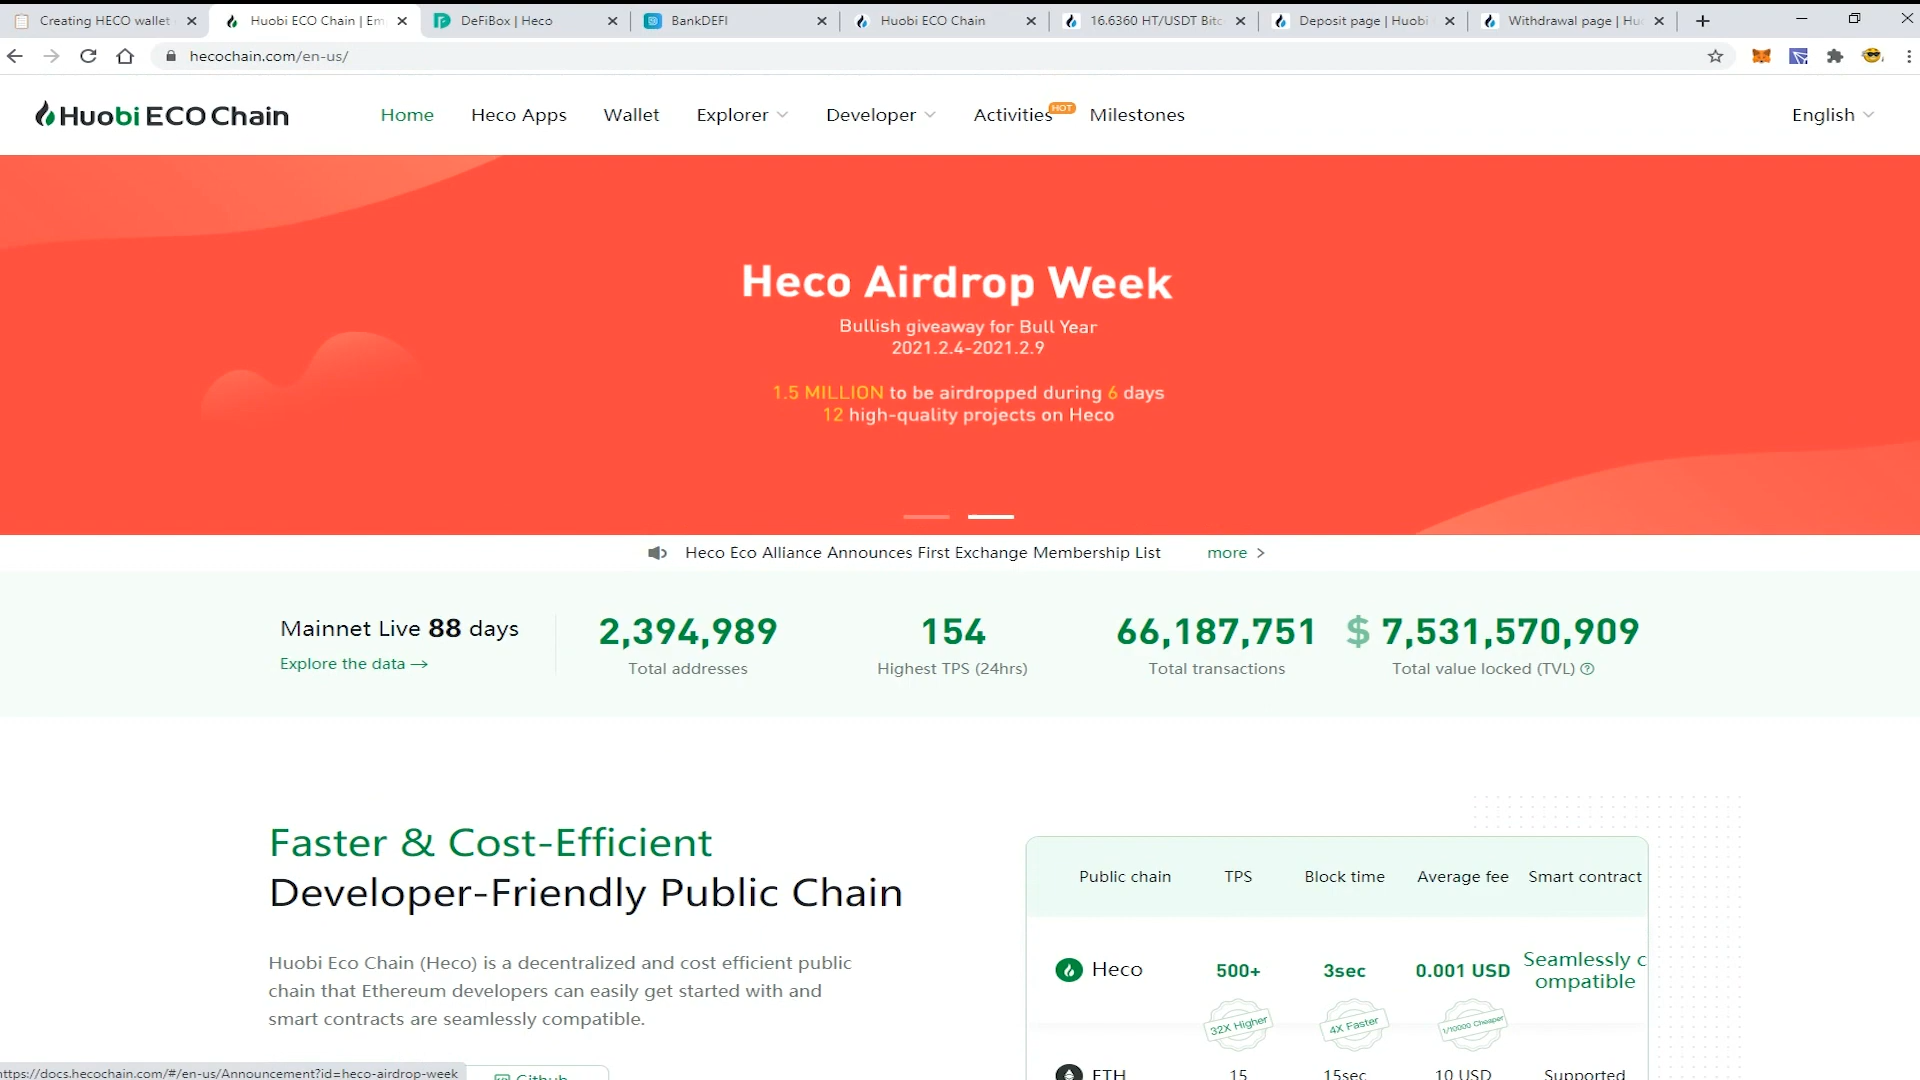 Creating HECO wallet
Huobi ECO Chain | Em
DeFiBox | Heco
BankDEFI
Huobi ECO Chain
16.6360 HT/USDT Bitc
Deposit page | Huobi
Withdrawal page | Hu
hecochain.com/en-us/
Huobi ECO Chain
Home
Heco Apps
Wallet
Explorer
Developer
Activities
HOT
Milestones
English
Heco Airdrop Week
Bullish giveaway for Bull Year
2021.2.4-2021.2.9
1.5 MILLION to be airdropped during 6 days
12 high-quality projects on Heco
Heco Eco Alliance Announces First Exchange Membership List
more >
Mainnet Live 88 days
Explore the data →
2,394,989
Total addresses
154
Highest TPS (24hrs)
66,187,751
Total transactions
$ 7,531,570,909
Total value locked (TVL) ?
Faster & Cost-Efficient
Developer-Friendly Public Chain
Huobi Eco Chain (Heco) is a decentralized and cost efficient public
chain that Ethereum developers can easily get started with and
smart contracts are seamlessly compatible.
Github
Public chain TPS Block time Average fee Smart contract
Heco 500+ 3sec 0.001 USD Seamlessly c
ompatible
32X Higher 4X Faster 1/10000 Cheaper
ETH 15 15sec 10 USD Supported
https://docs.hecochain.com/#/en-us/Announcement?id=heco-airdrop-week